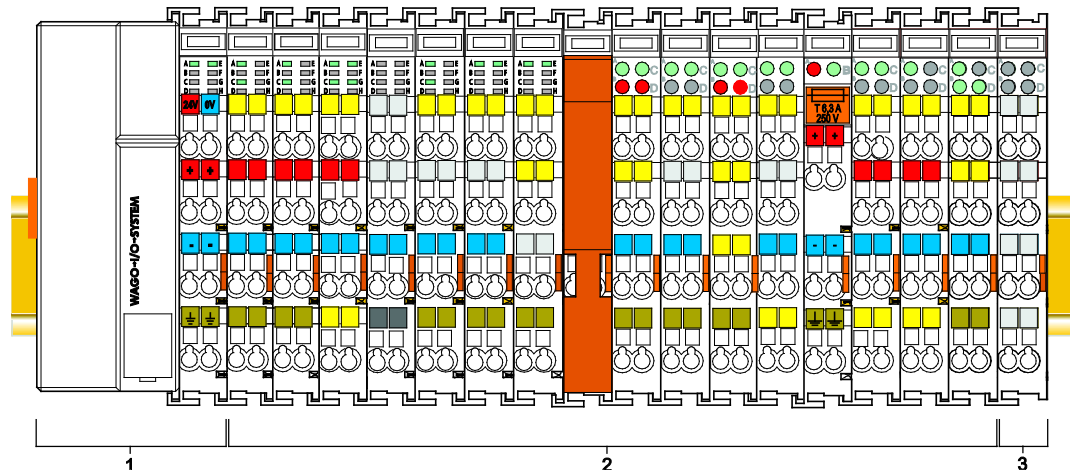 A E A E A E A E A E A E A E A E
B F B F B F B F B F B F B F B F
C G C G C G C G C G C G C G C G
D H D H D H D H D H D H D H D H
C C C B C C C C
D D D D D D D
24V 0V
T 6,3 A
250 V
+ +
+ +
- -
- -
WAGO-I/O-SYSTEM
1 2 3